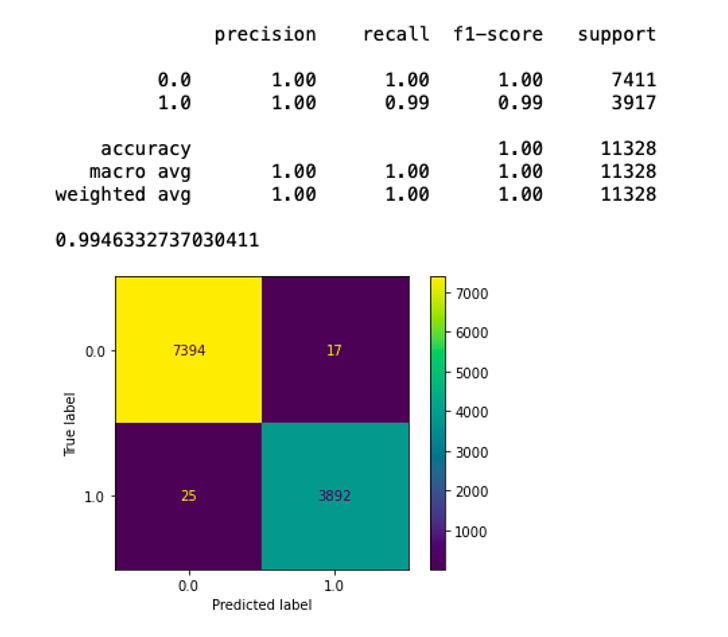 precision recall f1-score support
0.0 1.00 1.00 1.00 7411
1.0 1.00 0.99 0.99 3917
accuracy 1.00 11328
macro avg 1.00 1.00 1.00 11328
weighted avg 1.00 1.00 1.00 11328
0.9946332737030411
7000
6000
5000
4000
3000
2000
1000
0.0 7394 17
True label
1.0 25 3892
0.0 1.0
Predicted label